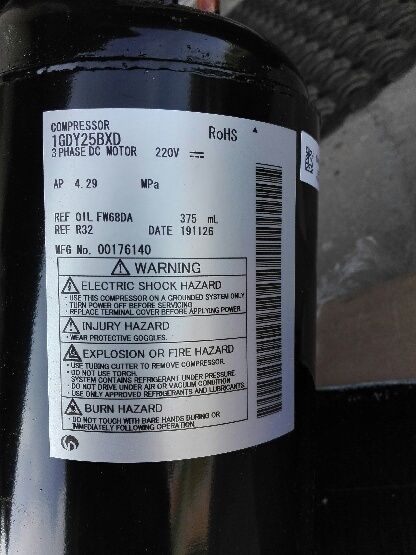 COMPRESSOR
1GDY25BXD
RoHS
3 PHASE DC MOTOR 220V
AP 4.29 MPa
REF OIL FW68DA 375 mL
REF R32 DATE 191126
MFG No. 00176140
WARNING
ELECTRIC SHOCK HAZARD
· USE THIS COMPRESSOR ON A GROUNDED SYSTEM ONLY
· TURN POWER OFF BEFORE SERVICING
· REPLACE TERMINAL COVER BEFORE APPLYING POWER
INJURY HAZARD
· WEAR PROTECTIVE GOGGLES.
EXPLOSION OR FIRE HAZARD
· USE TUBING CUTTER TO REMOVE COMPRESSOR.
· DO NOT USE TORCH.
SYSTEM CONTAINS REFRIGERANT UNDER PRESSURE
· DO NOT DRIVE UNDER AIR OR VACUUM CONDITION
· USE ONLY APPROVED REFRIGERANTS AND LUBRICANTS.
BURN HAZARD
· DO NOT TOUCH WITH BARE HANDS DURING OR
IMMEDIATELY FOLLOWING OPERATION.